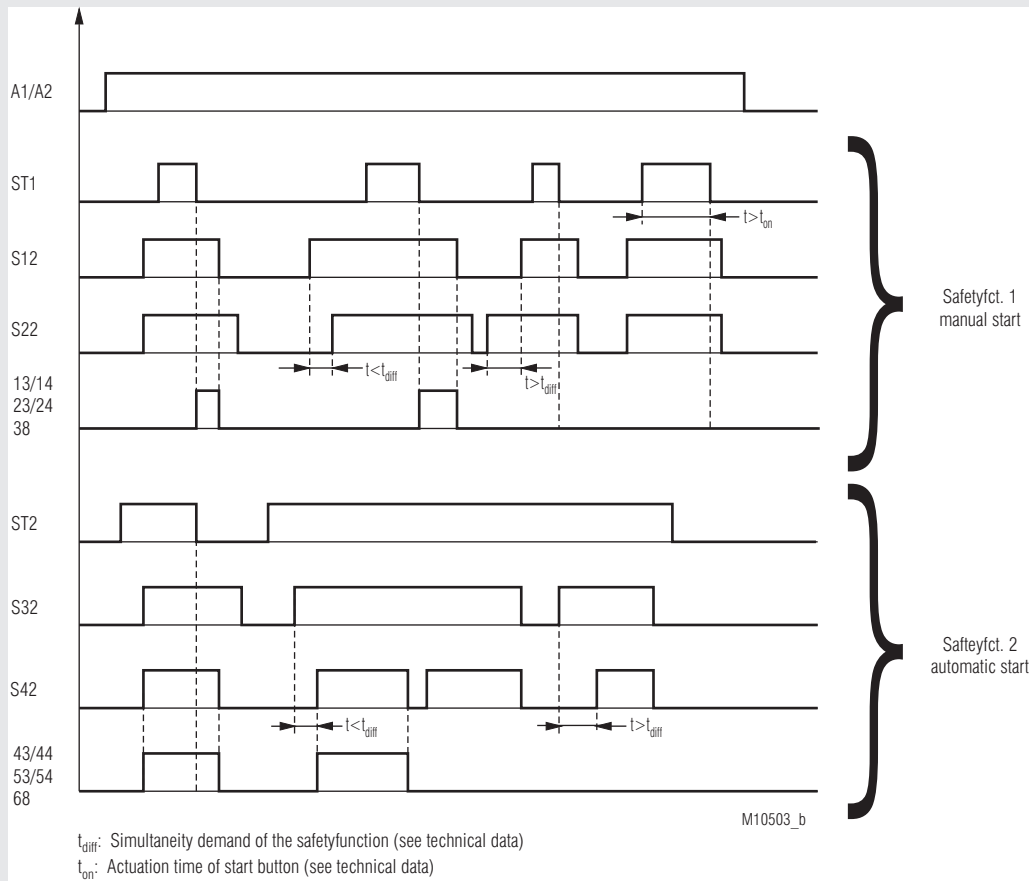 A1/A2
ST1
t>ton
S12
S22
t<tdiff
t>tdiff
13/14
23/24
38
Safetyfct. 1
manual start
ST2
S32
S42
t<tdiff
t>tdiff
43/44
53/54
68
Safteyfct. 2
automatic start
M10503_b
tdiff: Simultaneity demand of the safetyfunction (see technical data)
ton: Actuation time of start button (see technical data)